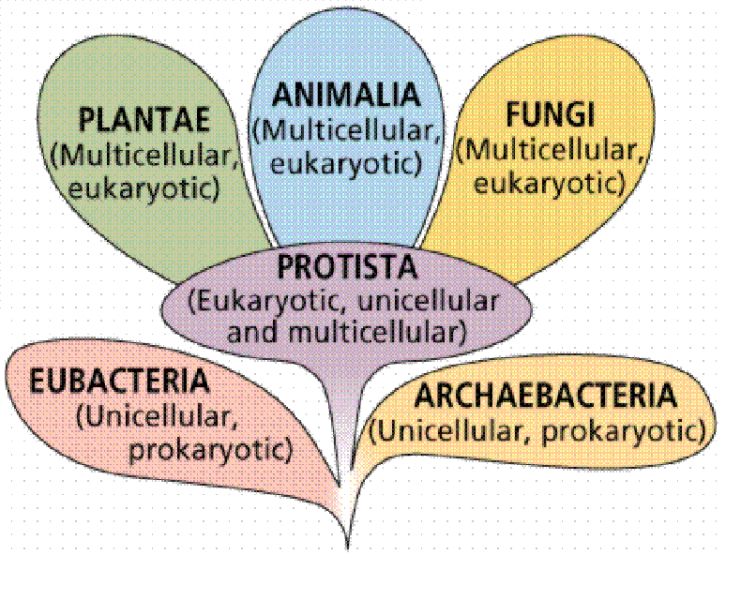 PLANTAE
(Multicellular,
eukaryotic)
ANIMALIA
(Multicellular,
eukaryotic)
FUNGI
(Multicellular,
eukaryotic)
PROTISTA
(Eukaryotic, unicellular
and multicellular)
EUBACTERIA
(Unicellular,
prokaryotic)
ARCHAEBACTERIA
(Unicellular, prokaryotic)